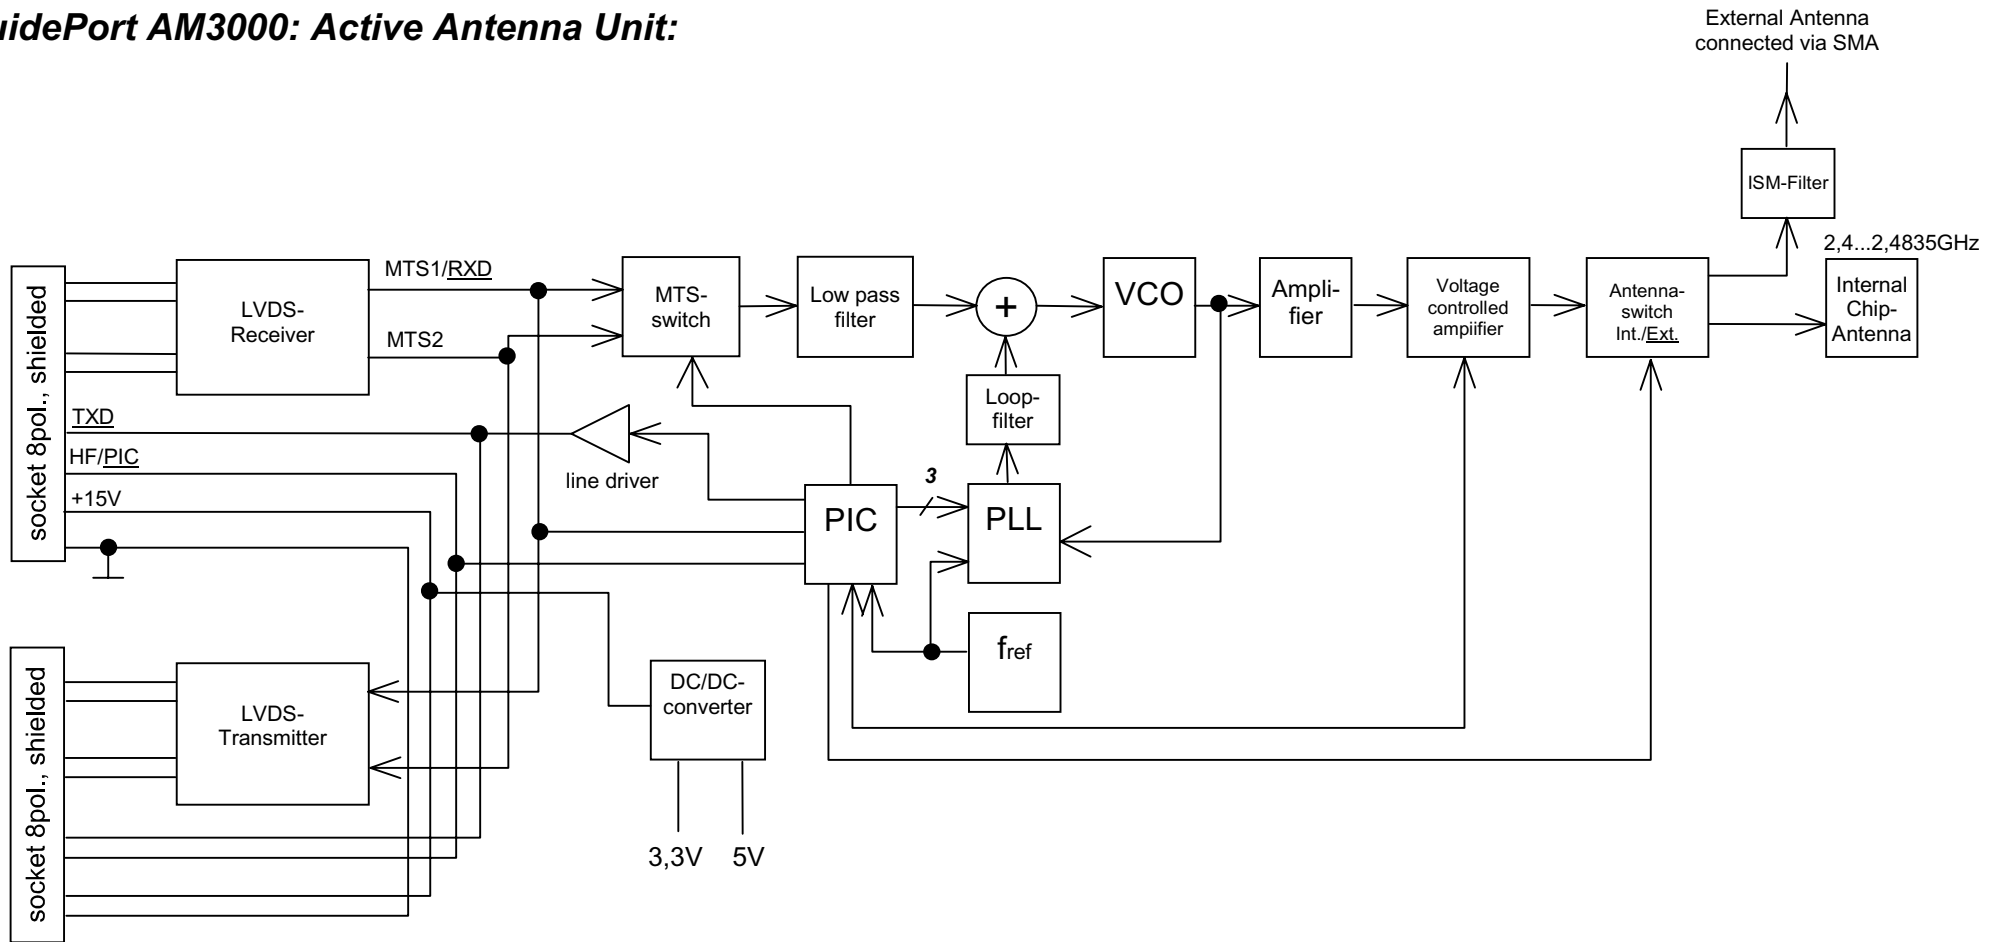 uidePort AM3000: Active Antenna Unit:
External Antenna
connected via SMA
ISM-Filter
2,4...2,4835GHz
socket 8pol., shielded
LVDS-
Receiver
MTS1/RXD
MTS2
MTS-
switch
Low pass
filter
+
VCO
Ampli-
fier
Voltage
controlled
ampiifier
Antenna-
switch
Int./Ext.
Internal
Chip-
Antenna
Loop-
filter
TXD
HF/PIC
+15V
line driver
PIC
3
PLL
fref
socket 8pol., shielded
LVDS-
Transmitter
DC/DC-
converter
3,3V
5V